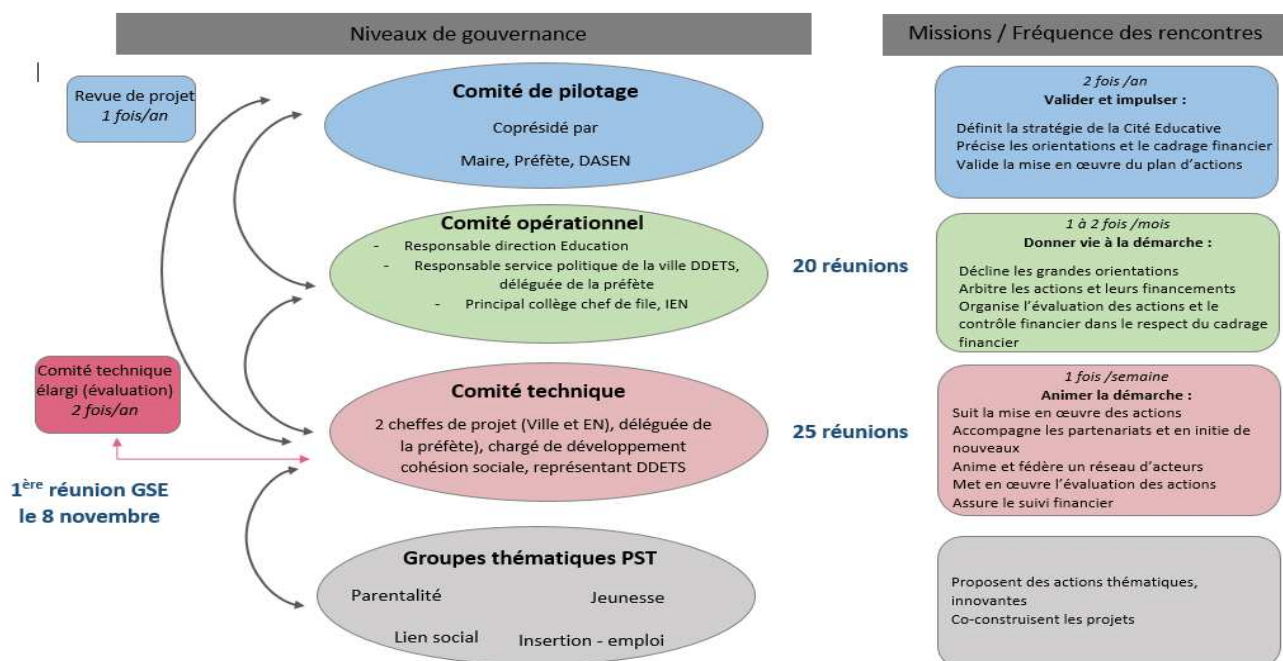 Niveaux de gouvernance
Missions / Fréquence des rencontres
Revue de projet
1 fois/an
Comité de pilotage
Coprésidé par
Maire, Préfète, DASEN
2 fois /an
Valider et impulser :
Définit la stratégie de la Cité Educative
Précise les orientations et le cadrage financier
Valide la mise en œuvre du plan d'actions
Comité opérationnel
- Responsable direction Education
- Responsable service politique de la ville DDETS,
déléguée de la préfète
- Principal collège chef de file, IEN
20 réunions
1 à 2 fois /mois
Donner vie à la démarche :
Décline les grandes orientations
Arbitre les actions et leurs financements
Organise l'évaluation des actions et le
contrôle financier dans le respect du cadrage
financier
Comité technique
élargi (évaluation)
2 fois/an
1ère réunion GSE
le 8 novembre
Comité technique
2 cheffes de projet (Ville et EN), déléguée de
la préfète), chargé de développement
cohésion sociale, représentant DDETS
25 réunions
1 fois /semaine
Animer la démarche :
Suit la mise en œuvre des actions
Accompagne les partenariats et en initie de
nouveaux
Anime et fédère un réseau d'acteurs
Met en œuvre l'évaluation des actions
Assure le suivi financier
Groupes thématiques PST
Parentalité
Jeunesse
Lien social
Insertion - emploi
Proposent des actions thématiques,
innovantes
Co-construisent les projets